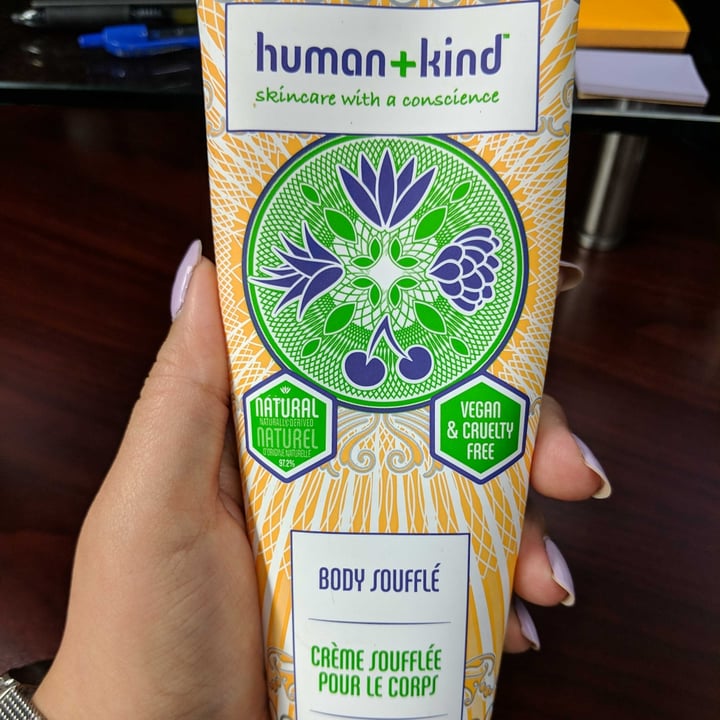 human+kind™
skincare with a conscience
NATURAL
NATURALLY DERIVED
NATUREL
D'ORIGINE NATURELLE
97.2%
VEGAN
& CRUELTY
FREE
BODY SOUFFLÉ
CRÈME SOUFFLÉE
POUR LE CORPS